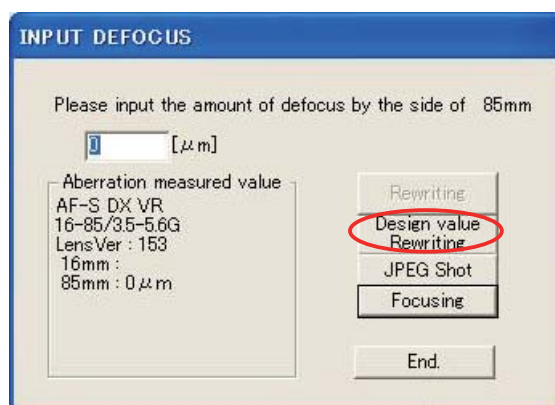 INPUT DEFOCUS
Please input the amount of defocus by the side of 85mm
0 [μm]
Aberration measured value
AF-S DX VR
16-85/3.5-5.6G
LensVer : 153
16mm :
85mm : 0μm
Rewriting
Design value
Rewriting
JPEG Shot
Focusing
End.